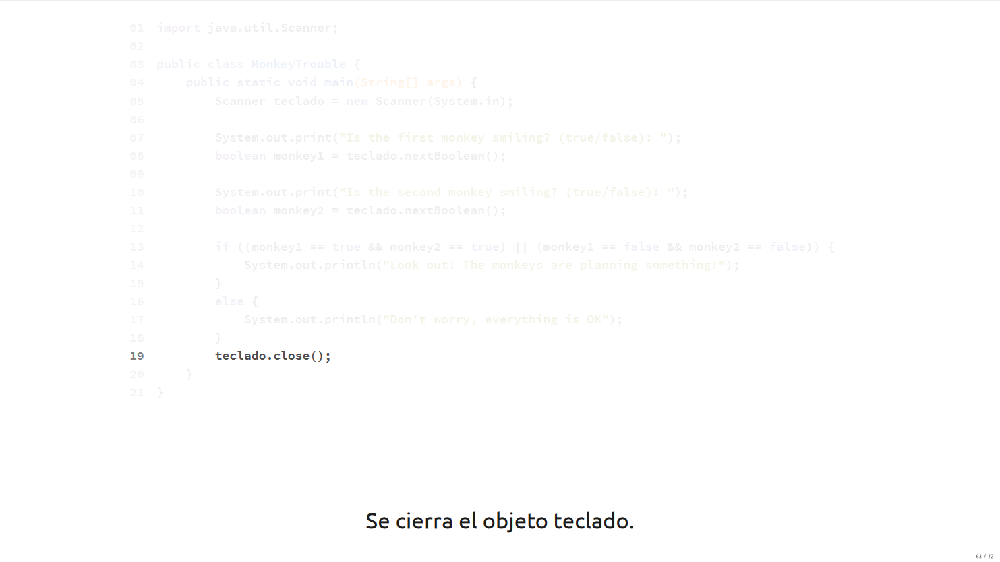 01 import java.util.Scanner;
02
03 public class MonkeyTrouble {
04     public static void main(String[] args) {
05         Scanner teclado = new Scanner(System.in);
06
07         System.out.print("Is the first monkey smiling? (true/false): ");
08         boolean monkey1 = teclado.nextBoolean();
09
10         System.out.print("Is the second monkey smiling? (true/false): ");
11         boolean monkey2 = teclado.nextBoolean();
12
13         if ((monkey1 == true && monkey2 == true) || (monkey1 == false && monkey2 == false)) {
14             System.out.println("Look out! The monkeys are planning something!");
15         }
16         else {
17             System.out.println("Don't worry, everything is OK");
18         }
19         teclado.close();
20     }
21 }
Se cierra el objeto teclado.
63 / 72